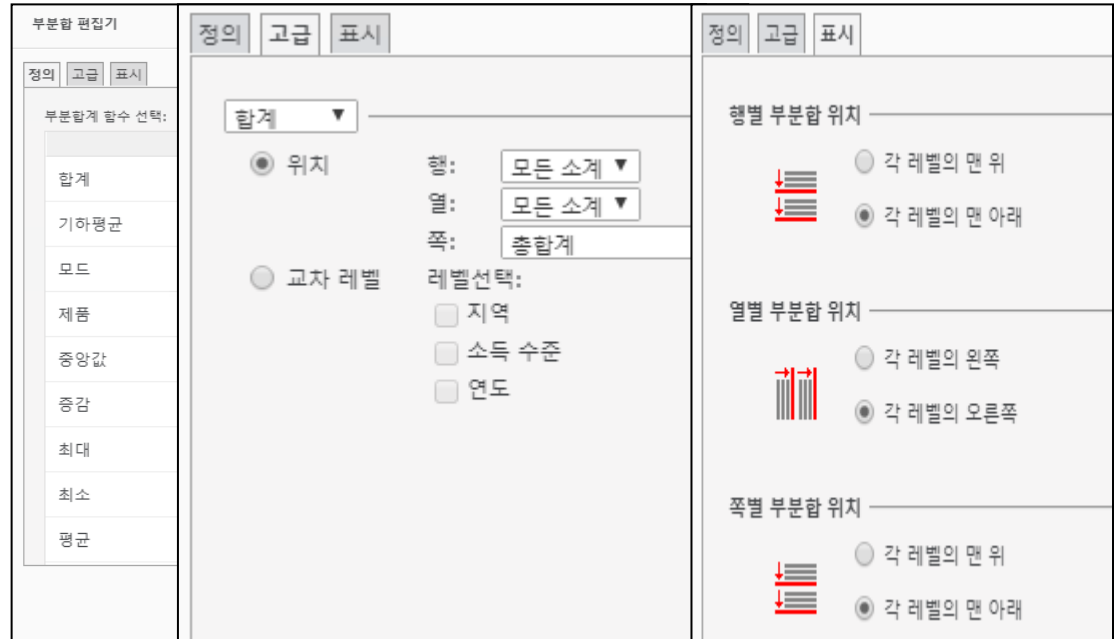 부분합 편집기
정의 고급 표시
부분합계 함수 선택:
합계
기하평균
모드
제품
중앙값
증감
최대
최소
평균
정의 고급 표시
합계
위치 행: 모든 소계
열: 모든 소계
쪽: 총합계
교차 레벨 레벨선택:
지역
소득 수준
연도
정의 고급 표시
행별 부분합 위치
각 레벨의 맨 위
각 레벨의 맨 아래
열별 부분합 위치
각 레벨의 왼쪽
각 레벨의 오른쪽
쪽별 부분합 위치
각 레벨의 맨 위
각 레벨의 맨 아래